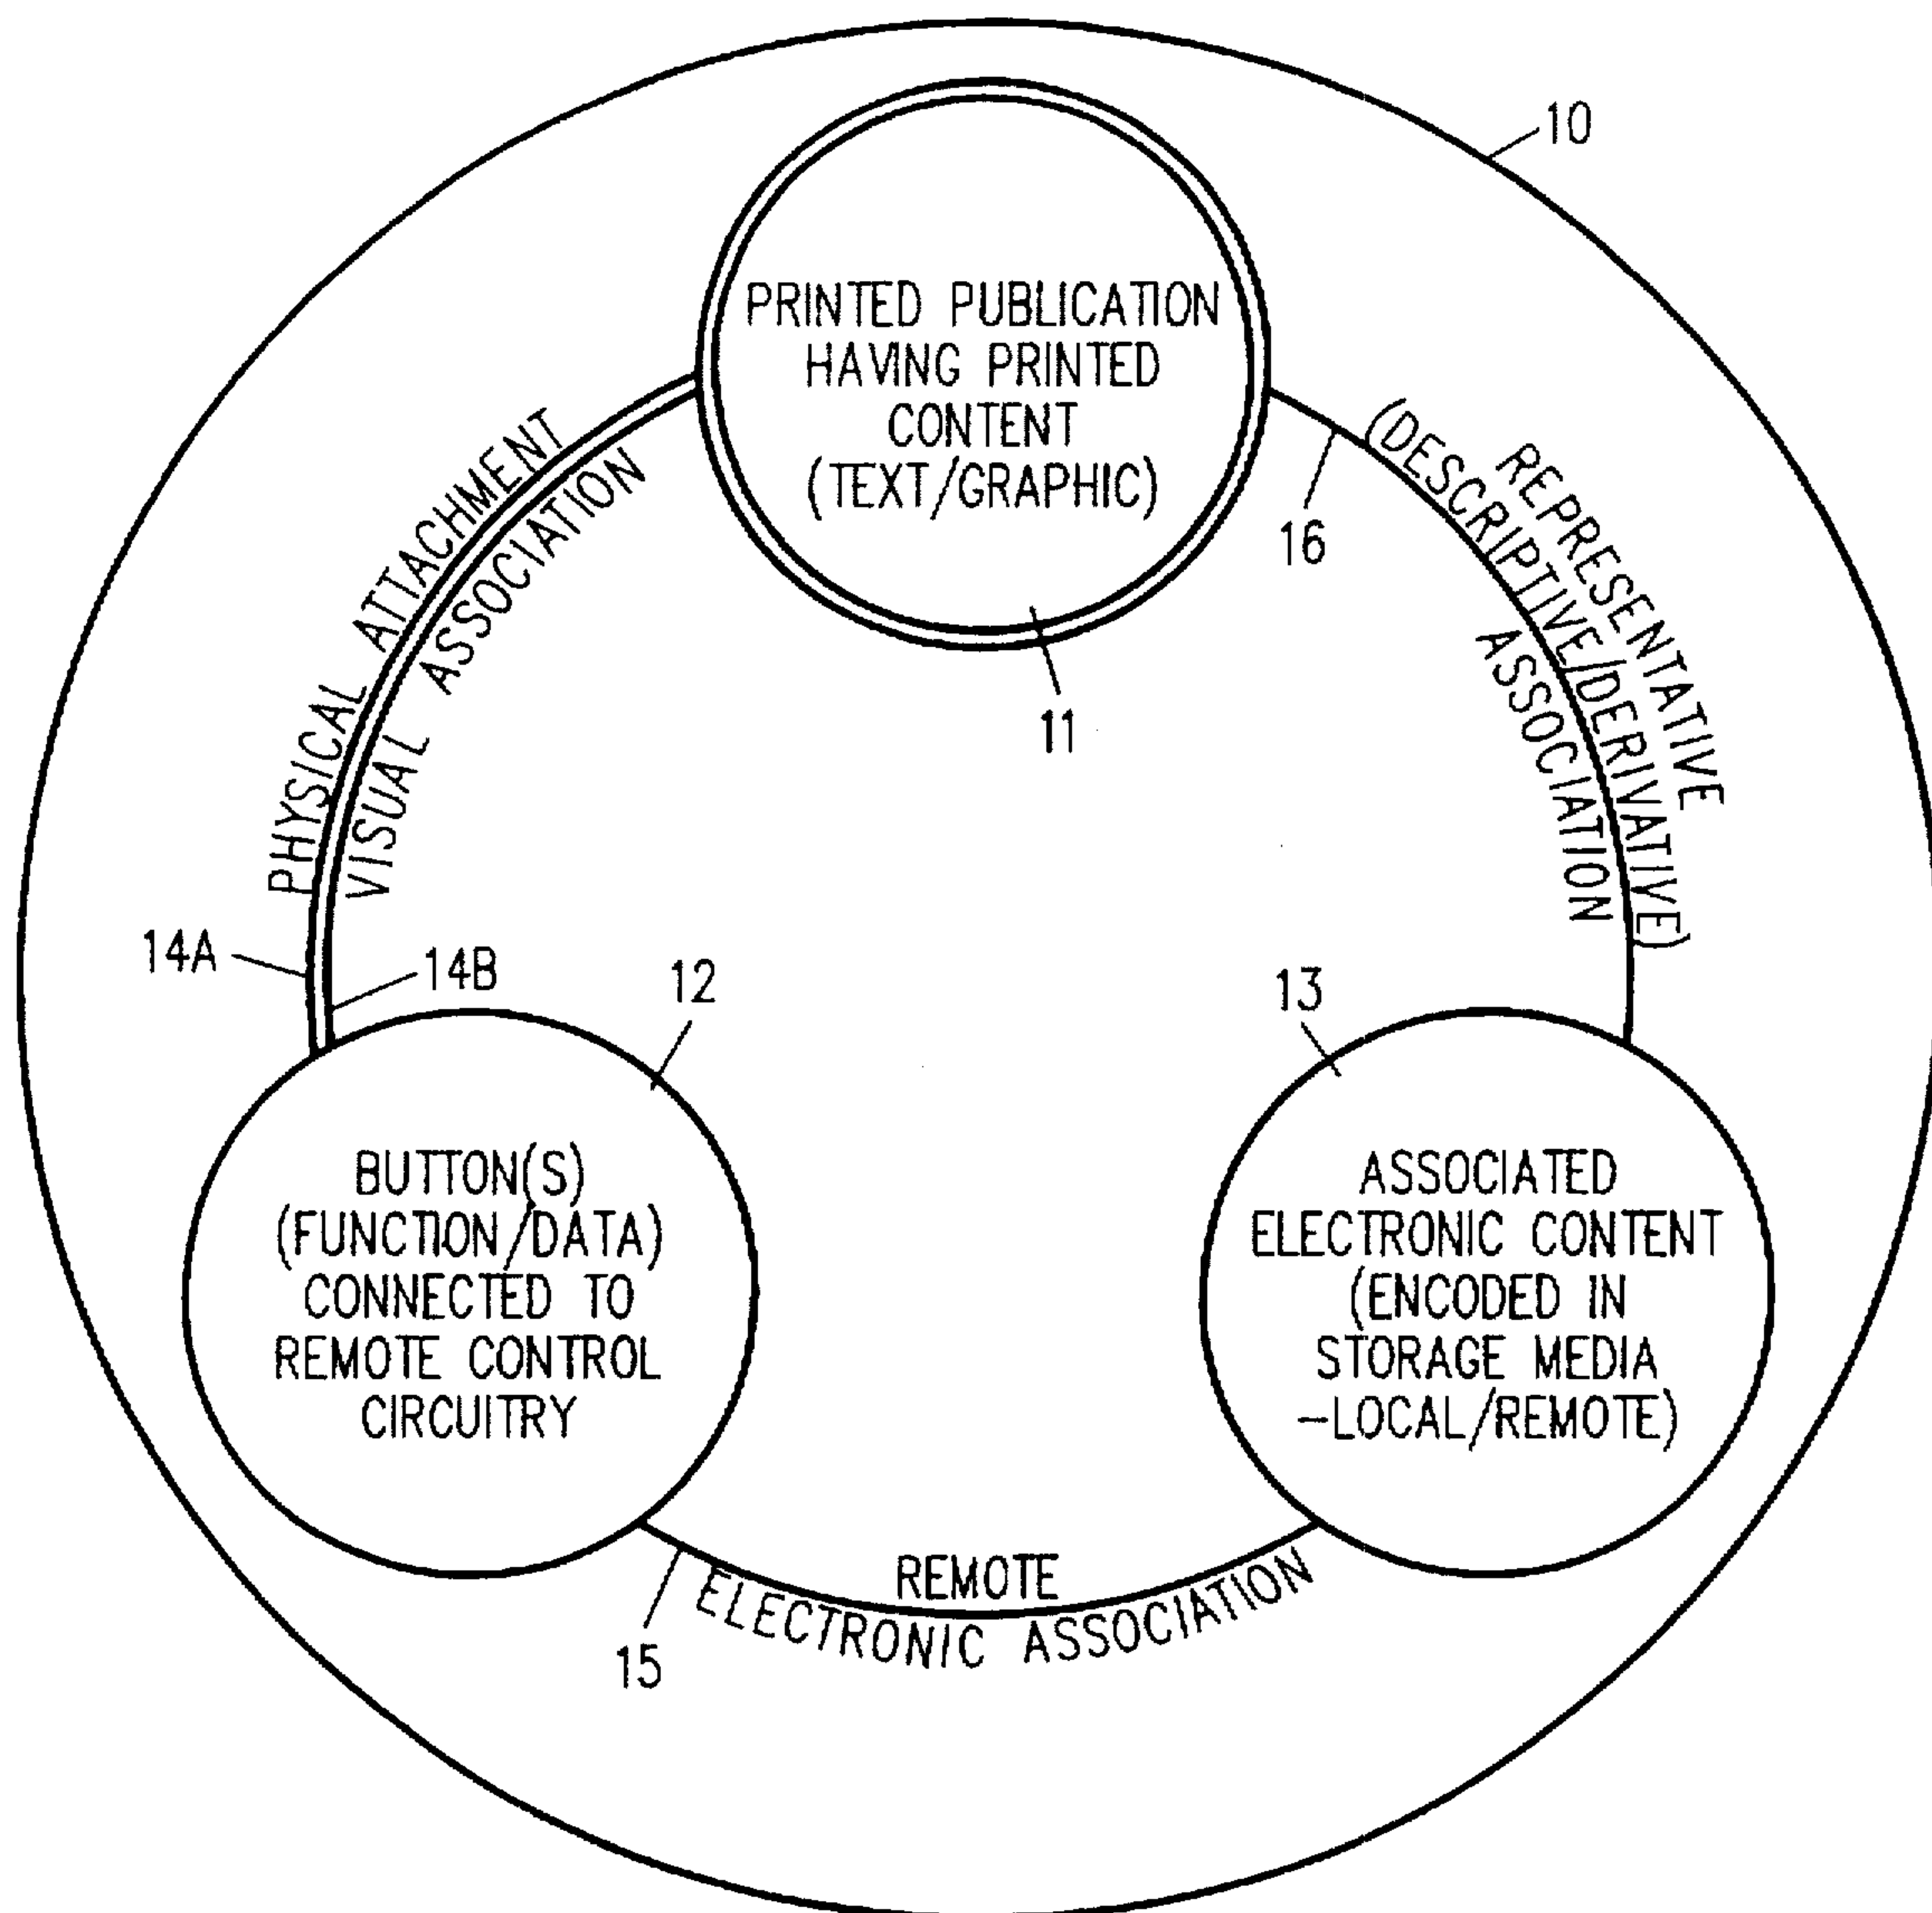 10
PRINTED PUBLICATION
HAVING PRINTED
CONTENT
(TEXT/GRAPHIC)
11
PHYSICAL ATTACHMENT
VISUAL ASSOCIATION
16
REPRESENTATIVE
(DESCRIPTIVE/DERIVATIVE)
ASSOCIATION
14A
14B
12
13
BUTTON(S)
(FUNCTION/DATA)
CONNECTED TO
REMOTE CONTROL
CIRCUITRY
ASSOCIATED
ELECTRONIC CONTENT
(ENCODED IN
STORAGE MEDIA
-LOCAL/REMOTE)
REMOTE
ELECTRONIC ASSOCIATION
15